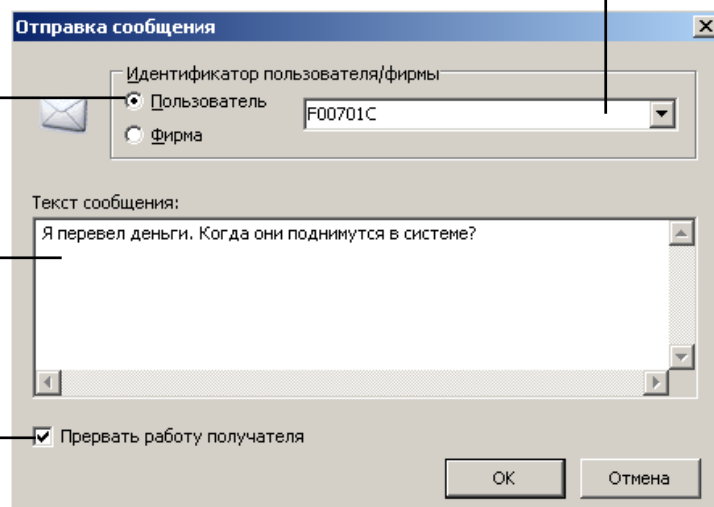 Отправка сообщения
Идентификатор пользователя/фирмы
Пользователь
F00701C
Фирма
Текст сообщения:
Я перевел деньги. Когда они поднимутся в системе?
Прервать работу получателя
OK
Отмена